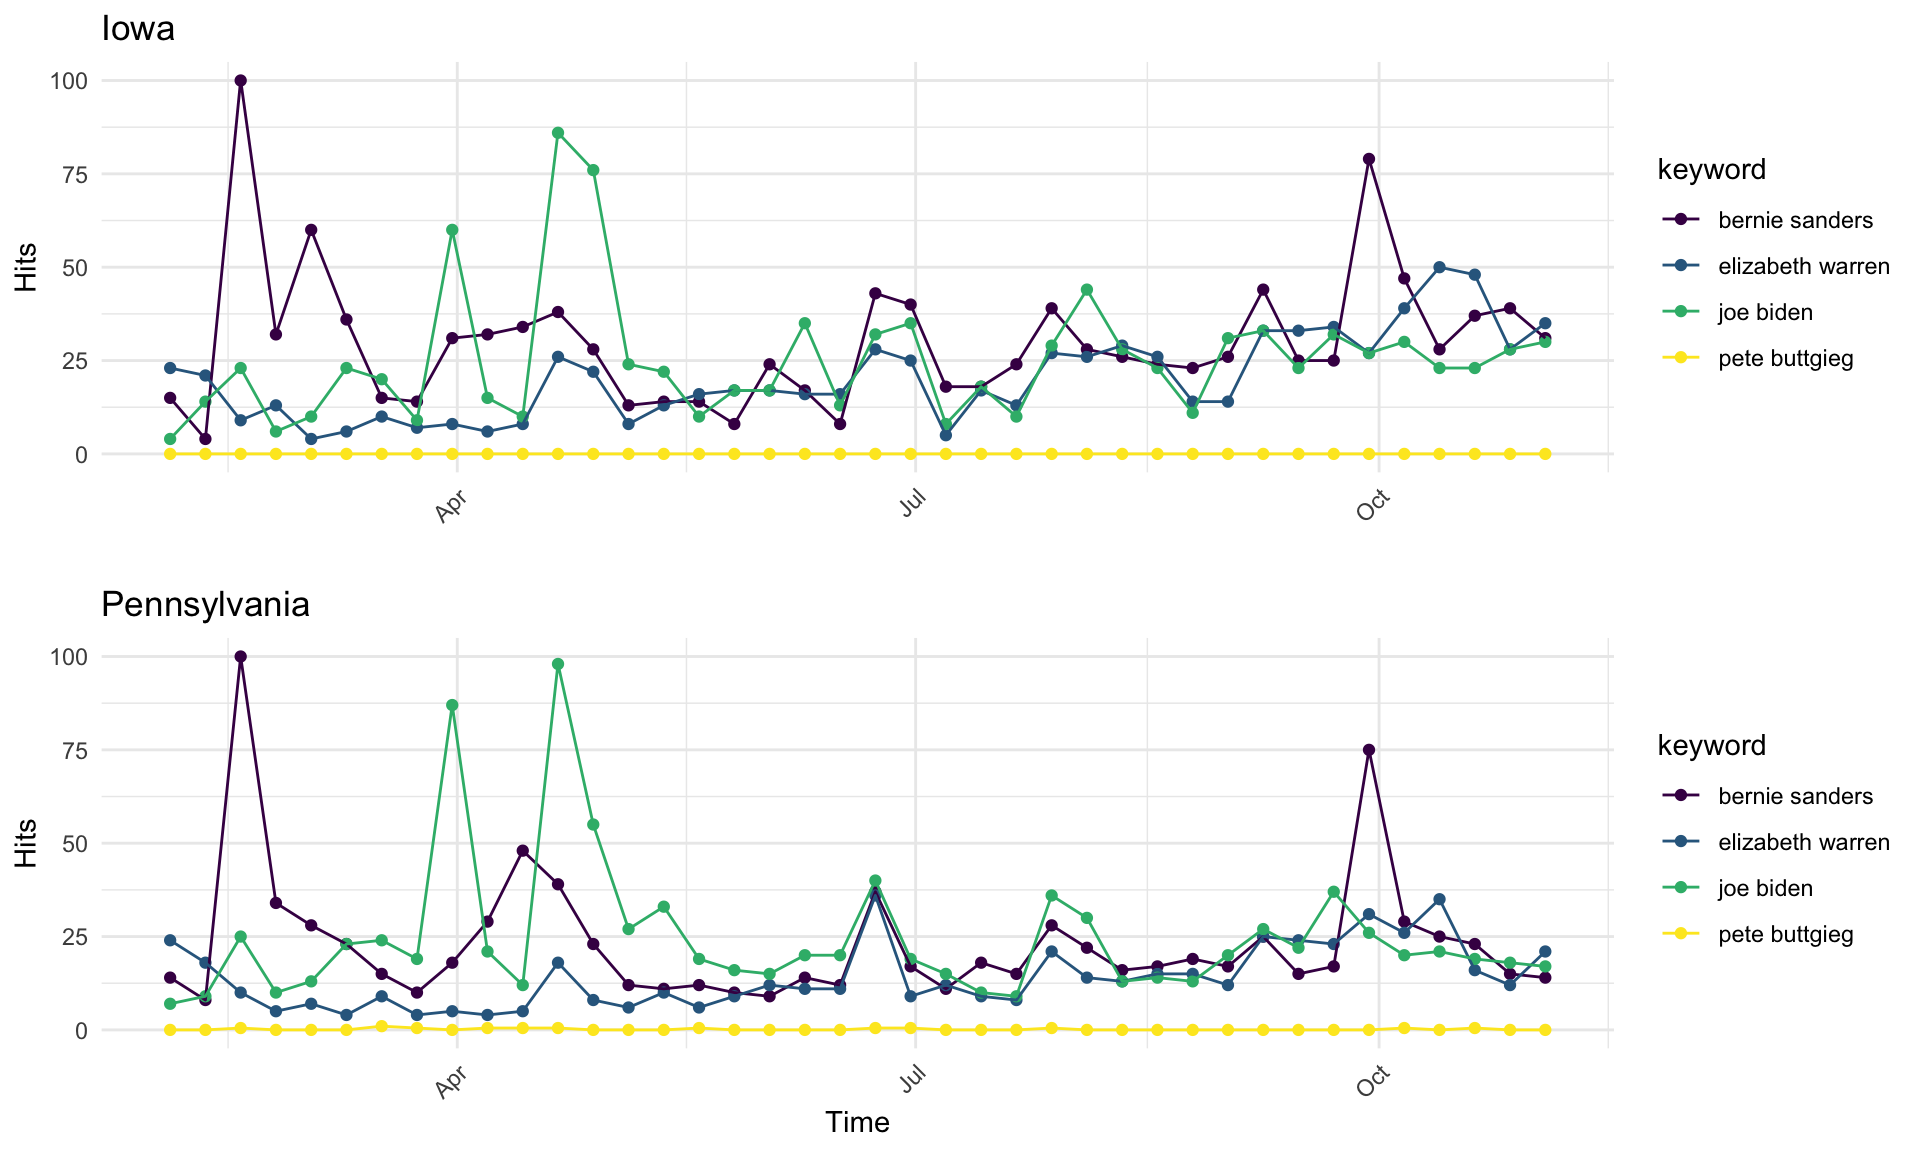 Iowa
100
75
50
25
0
Hits
Apr
Jul
Oct
keyword
bernie sanders
elizabeth warren
joe biden
pete buttgieg
Pennsylvania
100
75
50
25
0
Hits
Apr
Jul
Oct
Time
keyword
bernie sanders
elizabeth warren
joe biden
pete buttgieg